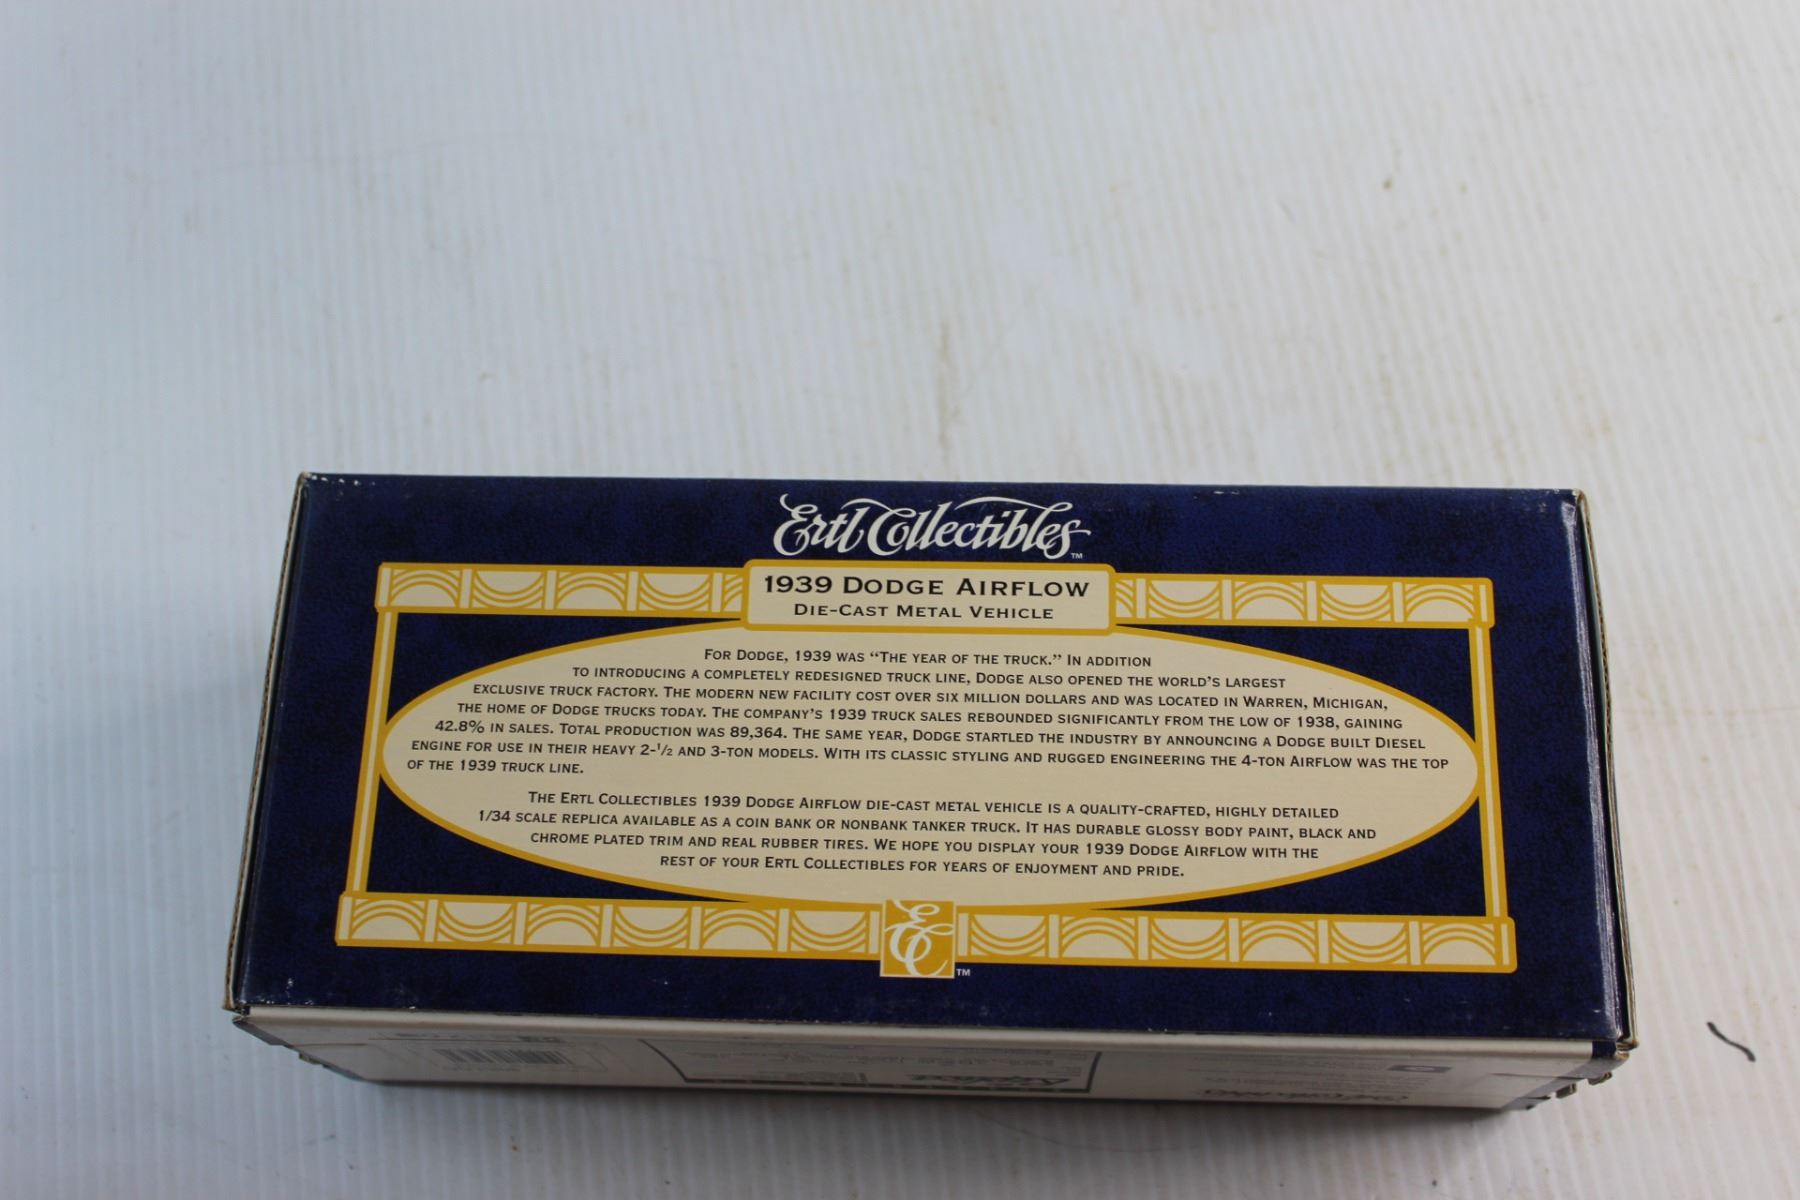 Ertl Collectibles™
1939 DODGE AIRFLOW
DIE-CAST METAL VEHICLE
FOR DODGE, 1939 WAS “THE YEAR OF THE TRUCK.” IN ADDITION
TO INTRODUCING A COMPLETELY REDESIGNED TRUCK LINE, DODGE ALSO OPENED THE WORLD'S LARGEST
EXCLUSIVE TRUCK FACTORY. THE MODERN NEW FACILITY COST OVER SIX MILLION DOLLARS AND WAS LOCATED IN WARREN, MICHIGAN,
THE HOME OF DODGE TRUCKS TODAY. THE COMPANY'S 1939 TRUCK SALES REBOUNDED SIGNIFICANTLY FROM THE LOW OF 1938, GAINING
42.8% IN SALES. TOTAL PRODUCTION WAS 89,364. THE SAME YEAR, DODGE STARTLED THE INDUSTRY BY ANNOUNCING A DODGE BUILT DIESEL
ENGINE FOR USE IN THEIR HEAVY 2-1/2 AND 3-TON MODELS. WITH ITS CLASSIC STYLING AND RUGGED ENGINEERING THE 4-TON AIRFLOW WAS THE TOP
OF THE 1939 TRUCK LINE.
THE ERTL COLLECTIBLES 1939 DODGE AIRFLOW DIE-CAST METAL VEHICLE IS A QUALITY-CRAFTED, HIGHLY DETAILED
1/34 SCALE REPLICA AVAILABLE AS A COIN BANK OR NONBANK TANKER TRUCK. IT HAS DURABLE GLOSSY BODY PAINT, BLACK AND
CHROME PLATED TRIM AND REAL RUBBER TIRES. WE HOPE YOU DISPLAY YOUR 1939 DODGE AIRFLOW WITH THE
REST OF YOUR ERTL COLLECTIBLES FOR YEARS OF ENJOYMENT AND PRIDE.
EC™